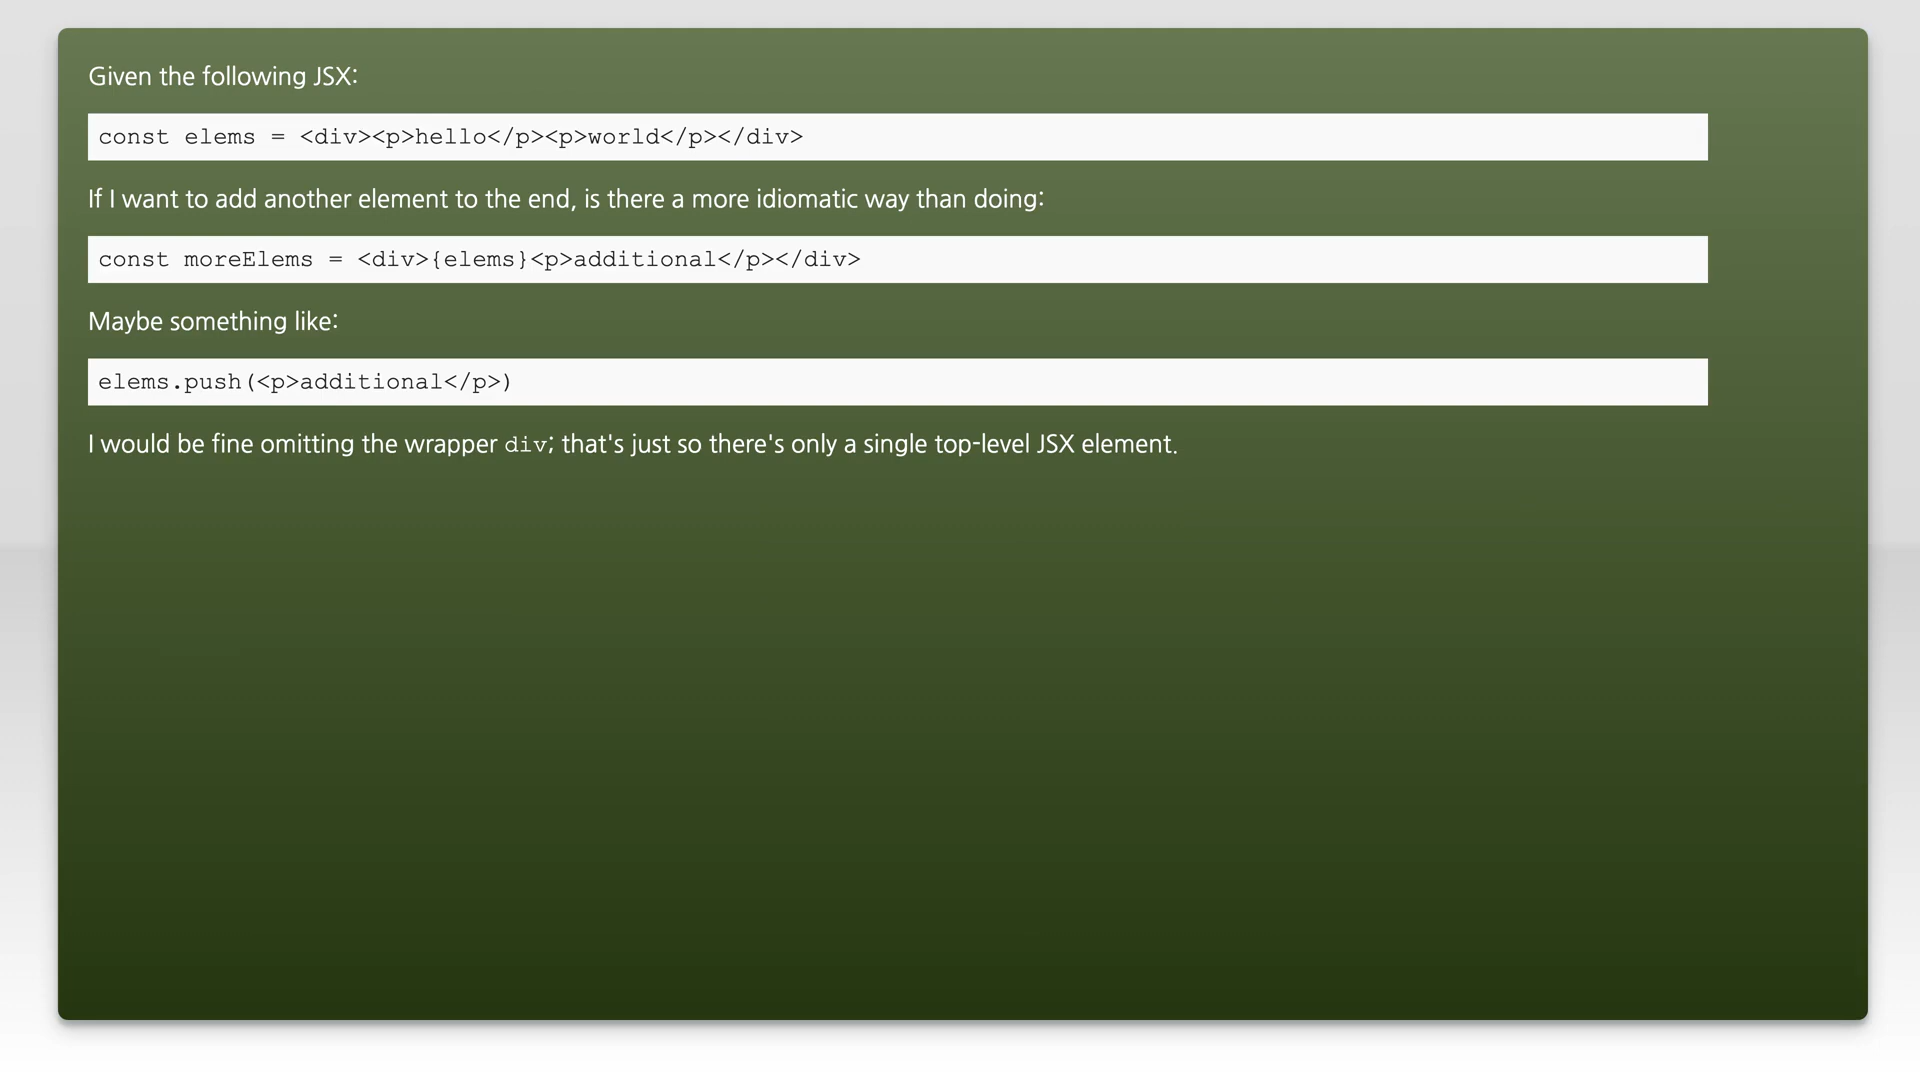 Given the following JSX:
const elems = <div><p>hello</p><p>world</p></div>
If I want to add another element to the end, is there a more idiomatic way than doing:
const moreElems = <div>{elems}<p>additional</p></div>
Maybe something like:
elems.push(<p>additional</p>)
I would be fine omitting the wrapper div; that's just so there's only a single top-level JSX element.